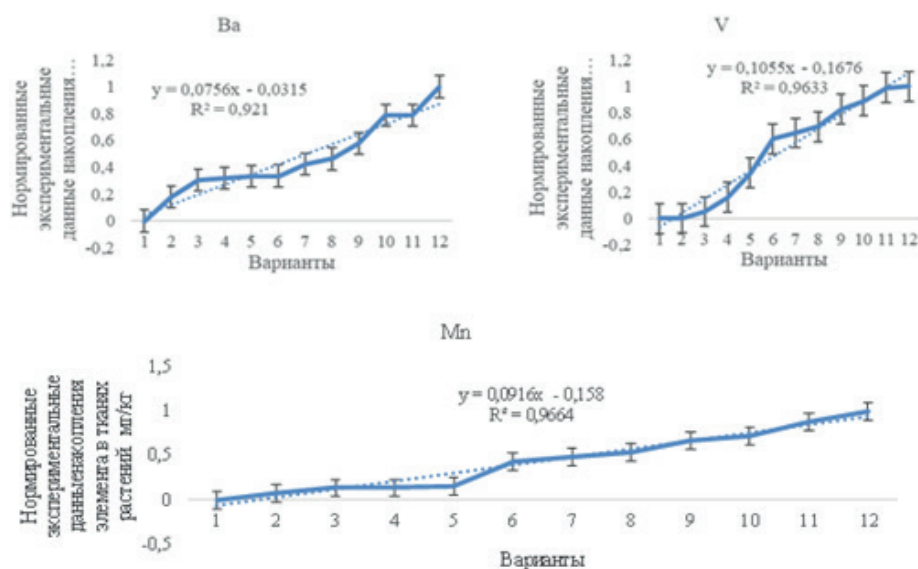 Ba
Нормированные
экспериментальные
данные накопления…
1,2
1
0,8
0,6
0,4
0,2
0
-0,2
y = 0,0756x - 0,0315
R² = 0,921
1 2 3 4 5 6 7 8 9 10 11 12
Варианты
V
Нормированные
экспериментальные
данные накопления…
1,2
1
0,8
0,6
0,4
0,2
0
-0,2
y = 0,1055x - 0,1676
R² = 0,9633
1 2 3 4 5 6 7 8 9 10 11 12
Варианты
Mn
Нормированные
экспериментальные
данныенакопления
элемента в тканях
растений мг/кг
1,5
1
0,5
0
-0,5
y = 0,0916x - 0,158
R² = 0,9664
1 2 3 4 5 6 7 8 9 10 11 12
Варианты